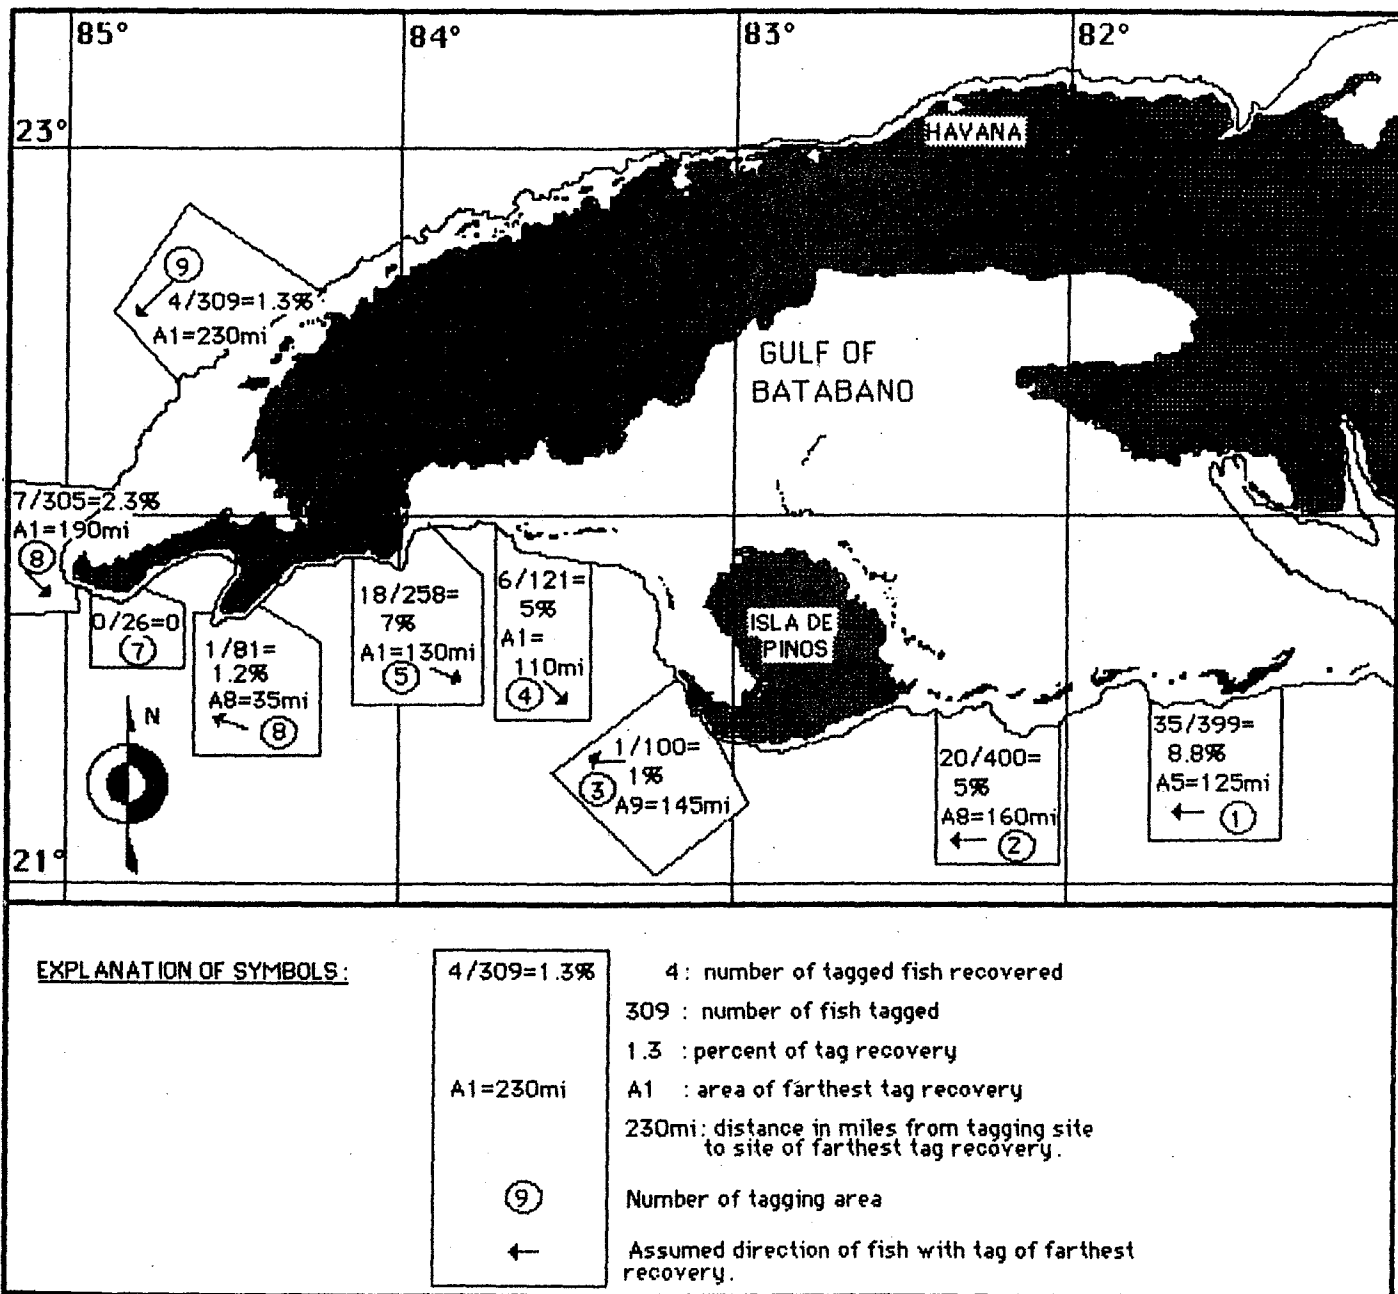 85°
84°
83°
82°
23°
HAVANA
9
4/309=1.3%
A1=230mi
GULF OF
BATABANO
7/305=2.3%
A1=190mi
8
0/26=0
7
1/81=
1.2%
A8=35mi
8
18/258=
7%
A1=130mi
5
6/121=
5%
A1=
110mi
4
ISLA DE
PINOS
1/100=
1%
3
A9=145mi
20/400=
5%
A8=160mi
2
35/399=
8.8%
A5=125mi
1
N
21°
EXPLANATION OF SYMBOLS:
4/309=1.3%
4: number of tagged fish recovered
309 : number of fish tagged
1.3 : percent of tag recovery
A1=230mi
A1 : area of farthest tag recovery
230mi: distance in miles from tagging site
to site of farthest tag recovery.
9
Number of tagging area
Assumed direction of fish with tag of farthest
recovery.